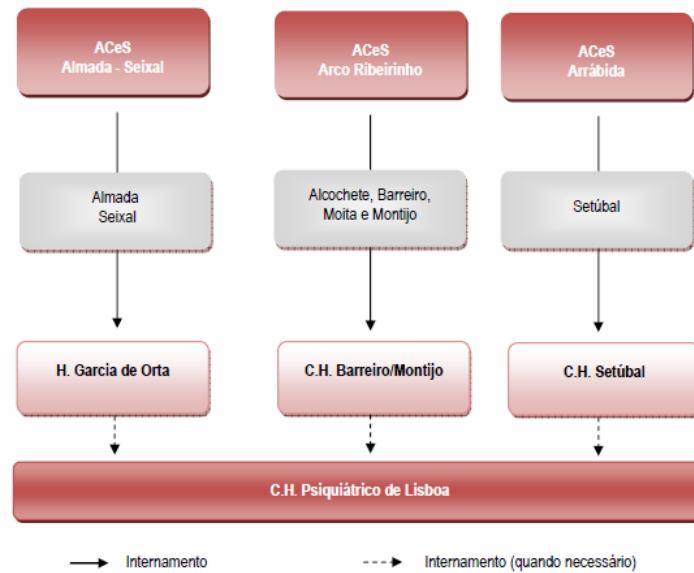 ACeS
Almada - Seixal
ACeS
Arco Ribeirinho
ACeS
Arrábida
Almada
Seixal
Alcochete, Barreiro,
Moita e Montijo
Setúbal
H. Garcia de Orta
C.H. Barreiro/Montijo
C.H. Setúbal
C.H. Psiquiátrico de Lisboa
Internamento
Internamento (quando necessário)